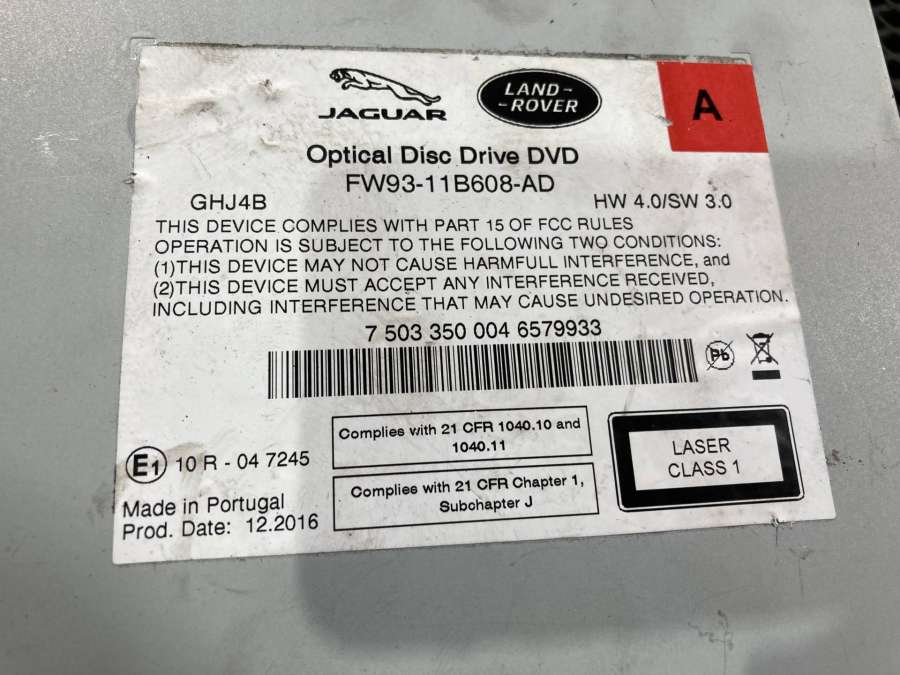 JAGUAR
LAND-
-ROVER
A
Optical Disc Drive DVD
FW93-11B608-AD
GHJ4B
HW 4.0/SW 3.0
THIS DEVICE COMPLIES WITH PART 15 OF FCC RULES
OPERATION IS SUBJECT TO THE FOLLOWING TWO CONDITIONS:
(1)THIS DEVICE MAY NOT CAUSE HARMFULL INTERFERENCE, and
(2)THIS DEVICE MUST ACCEPT ANY INTERFERENCE RECEIVED,
INCLUDING INTERFERENCE THAT MAY CAUSE UNDESIRED OPERATION.
7 503 350 004 6579933
Pb
Complies with 21 CFR 1040.10 and
1040.11
LASER
CLASS 1
E1 10 R - 04 7245
Complies with 21 CFR Chapter 1,
Subchapter J
Made in Portugal
Prod. Date: 12.2016